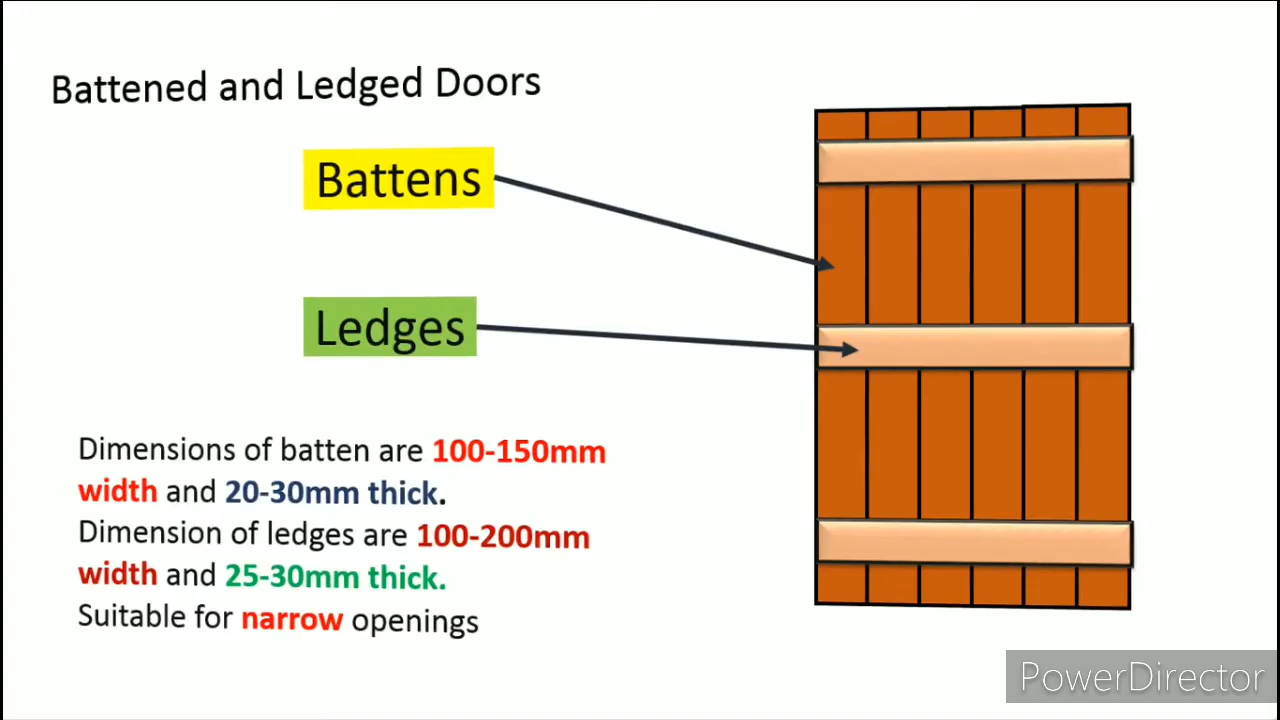 Battened and Ledged Doors
Battens
Ledges
Dimensions of batten are 100-150mm
width and 20-30mm thick.
Dimension of ledges are 100-200mm
width and 25-30mm thick.
Suitable for narrow openings
PowerDirector